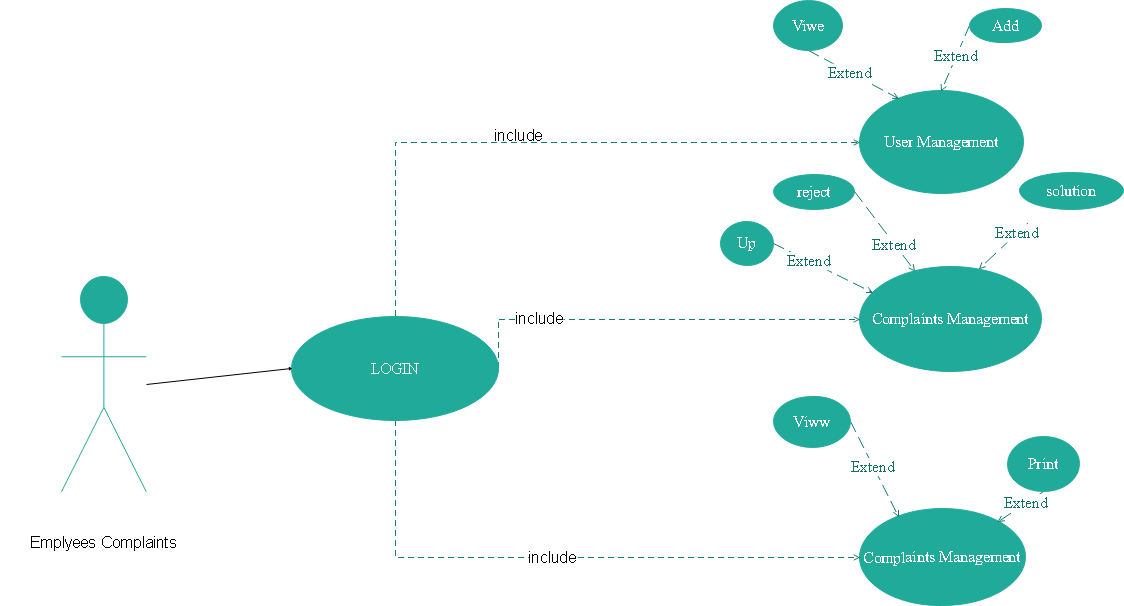 Viwe
Add
Extend
Extend
include
User Management
reject
solution
Up
Extend
Extend
Extend
include
Complaints Management
LOGIN
Viww
Extend
Print
Extend
Emplyees Complaints
include
Complaints Management